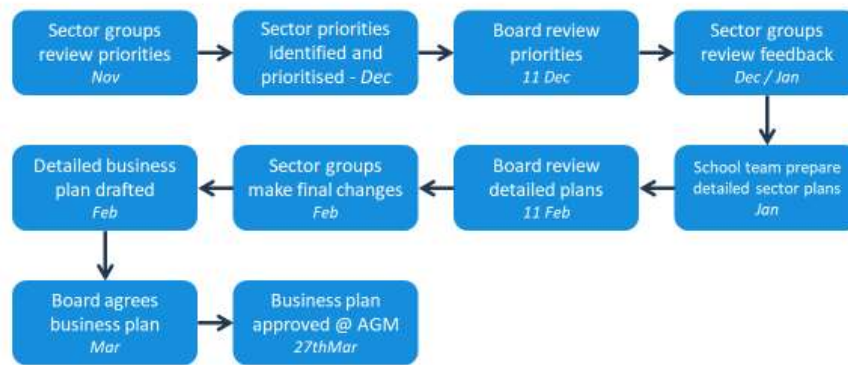 Sector groups
review priorities
Nov
Sector priorities
identified and
prioritised - Dec
Board review
priorities
11 Dec
Sector groups
review feedback
Dec / Jan
School team prepare
detailed sector plans
Jan
Board review
detailed plans
11 Feb
Sector groups
make final changes
Feb
Detailed business
plan drafted
Feb
Board agrees
business plan
Mar
Business plan
approved @ AGM
27thMar